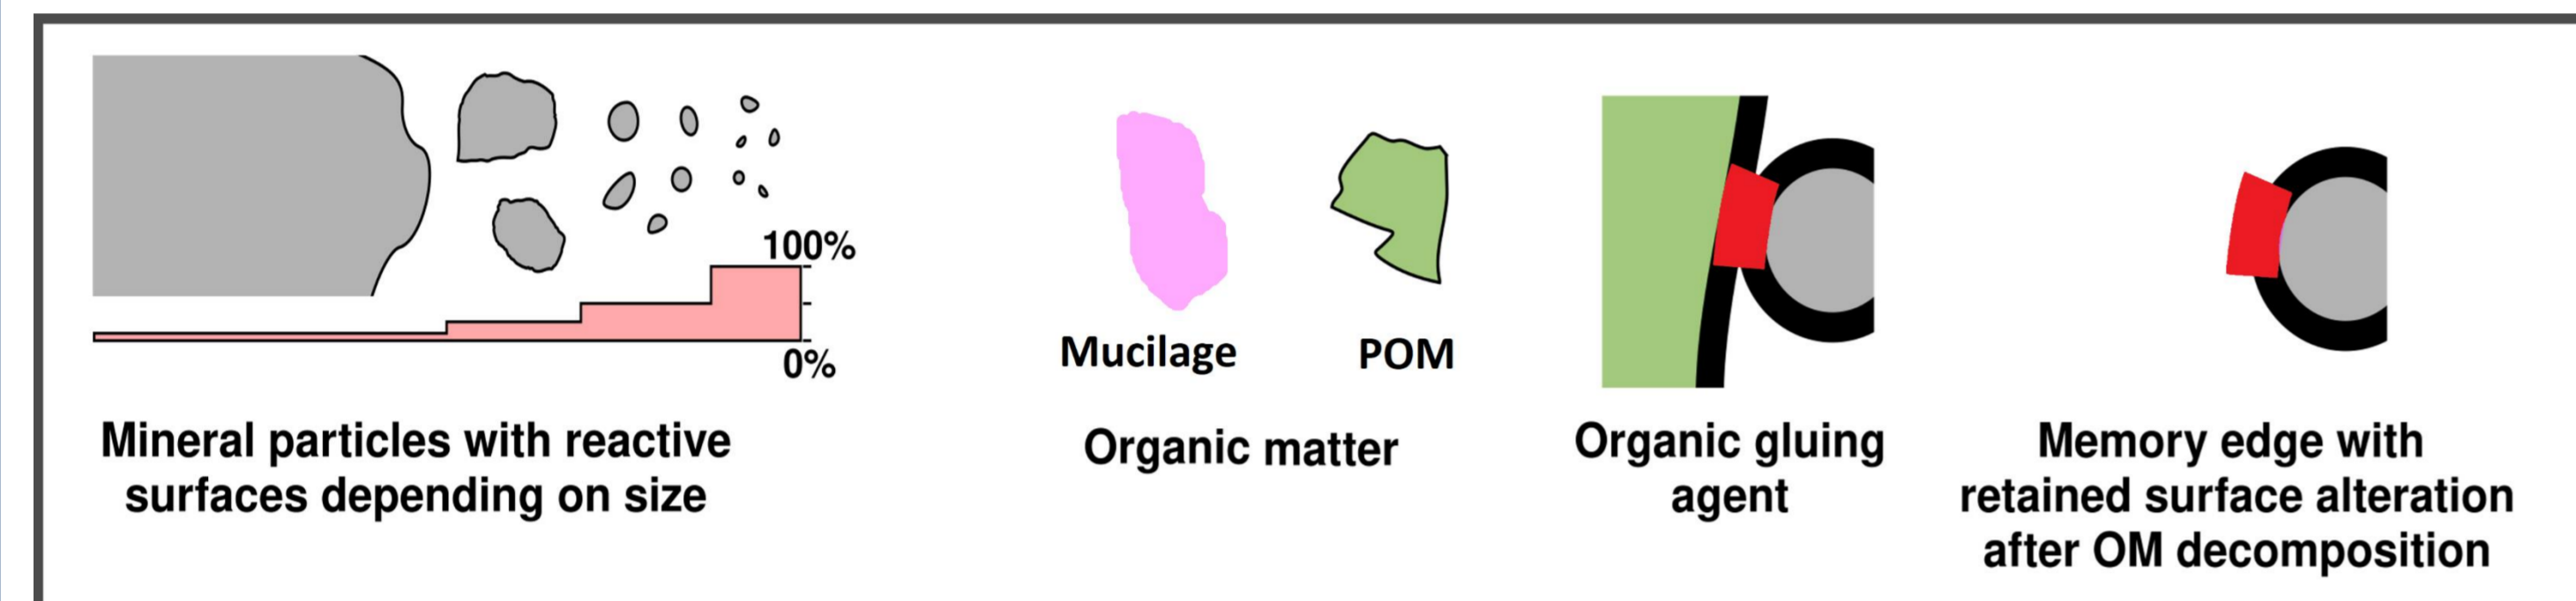 100%
0%
Mineral particles with reactive
surfaces depending on size
Mucilage
POM
Organic matter
Organic gluing
agent
Memory edge with
retained surface alteration
after OM decomposition